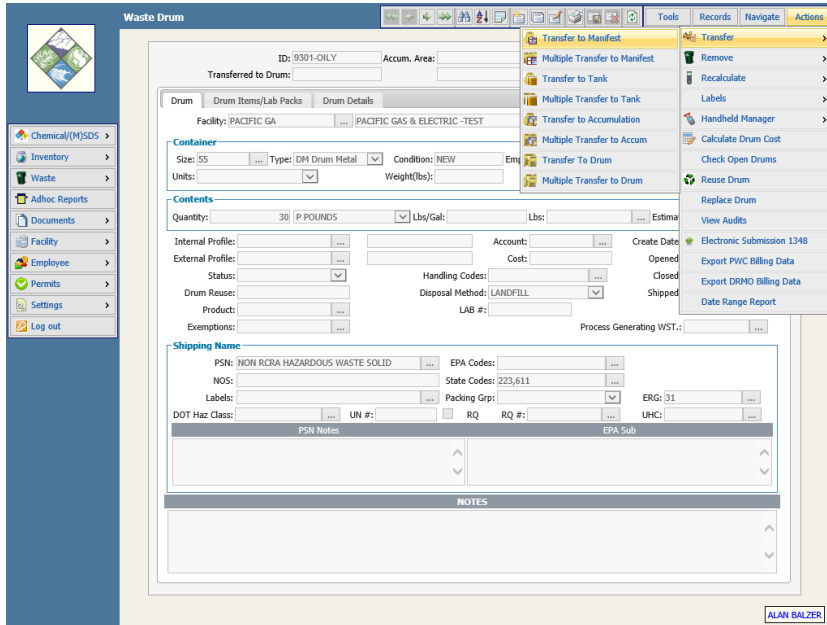 Waste Drum
Tools Records Navigate Actions
Transfer to Manifest
Multiple Transfer to Manifest
Transfer to Tank
Multiple Transfer to Tank
Transfer to Accumulation
Multiple Transfer to Accum
Transfer To Drum
Multiple Transfer to Drum
Transfer
Remove
Recalculate
Labels
Handheld Manager
Calculate Drum Cost
Check Open Drums
Reuse Drum
Replace Drum
View Audits
Electronic Submission 1348
Export PWC Billing Data
Export DRMO Billing Data
Date Range Report
Chemical/(M)SDS
Inventory
Waste
Adhoc Reports
Documents
Facility
Employee
Permits
Settings
Log out
ID: 9301-OILY Accum. Area:
Transferred to Drum:
Drum Drum Items/Lab Packs Drum Details
Facility: PACIFIC GA ... PACIFIC GAS & ELECTRIC -TEST
Container
Size: 55 ... Type: DM Drum Metal Condition: NEW Emp
Units: Weight(lbs):
Contents
Quantity: 30 P POUNDS Lbs/Gal: Lbs: ... Estima
Internal Profile: ... Account: ... Create Date
External Profile: ... Cost: Opened
Status: Handling Codes: ... Closed
Drum Reuse: Disposal Method: LANDFILL Shipped
Product: ... LAB #:
Exemptions: ... Process Generating WST.: ...
Shipping Name
PSN: NON RCRA HAZARDOUS WASTE SOLID ... EPA Codes: ...
NOS: State Codes: 223,611 ...
Labels: ... Packing Grp: ERG: 31 ...
DOT Haz Class: ... UN #: RQ RQ #: ... UHC: ...
PSN Notes EPA Sub
NOTES
ALAN BALZER